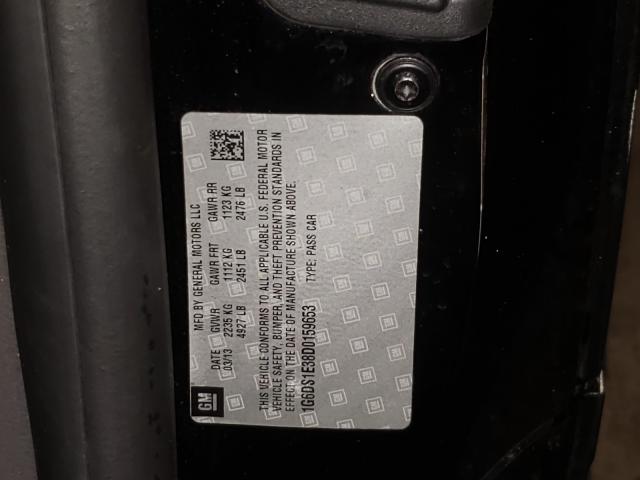 GM
MFD BY GENERAL MOTORS LLC
DATE GVWR GAWR FRT GAWR RR
03/13 2235 KG 1112 KG 1123 KG
4927 LB 2451 LB 2476 LB
THIS VEHICLE CONFORMS TO ALL APPLICABLE U.S. FEDERAL MOTOR
VEHICLE SAFETY, BUMPER, AND THEFT PREVENTION STANDARDS IN
EFFECT ON THE DATE OF MANUFACTURE SHOWN ABOVE.
1G6DS1E38D0159653 TYPE: PASS CAR